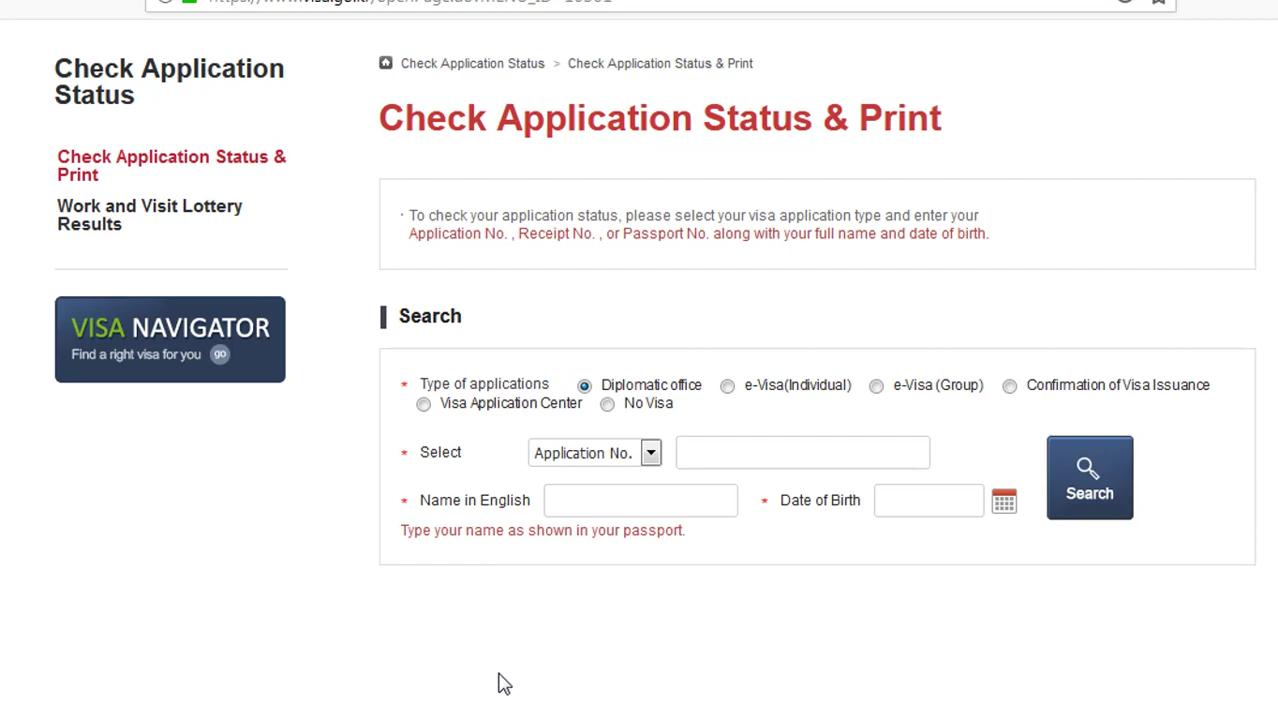 Check Application
Status
Check Application Status &
Print
Work and Visit Lottery
Results
VISA NAVIGATOR
Find a right visa for you go
Check Application Status > Check Application Status & Print
Check Application Status & Print
· To check your application status, please select your visa application type and enter your
Application No. , Receipt No. , or Passport No. along with your full name and date of birth.
Search
* Type of applications Diplomatic office e-Visa(Individual) e-Visa (Group) Confirmation of Visa Issuance
Visa Application Center No Visa
* Select Application No.
* Name in English * Date of Birth
Search
Type your name as shown in your passport.